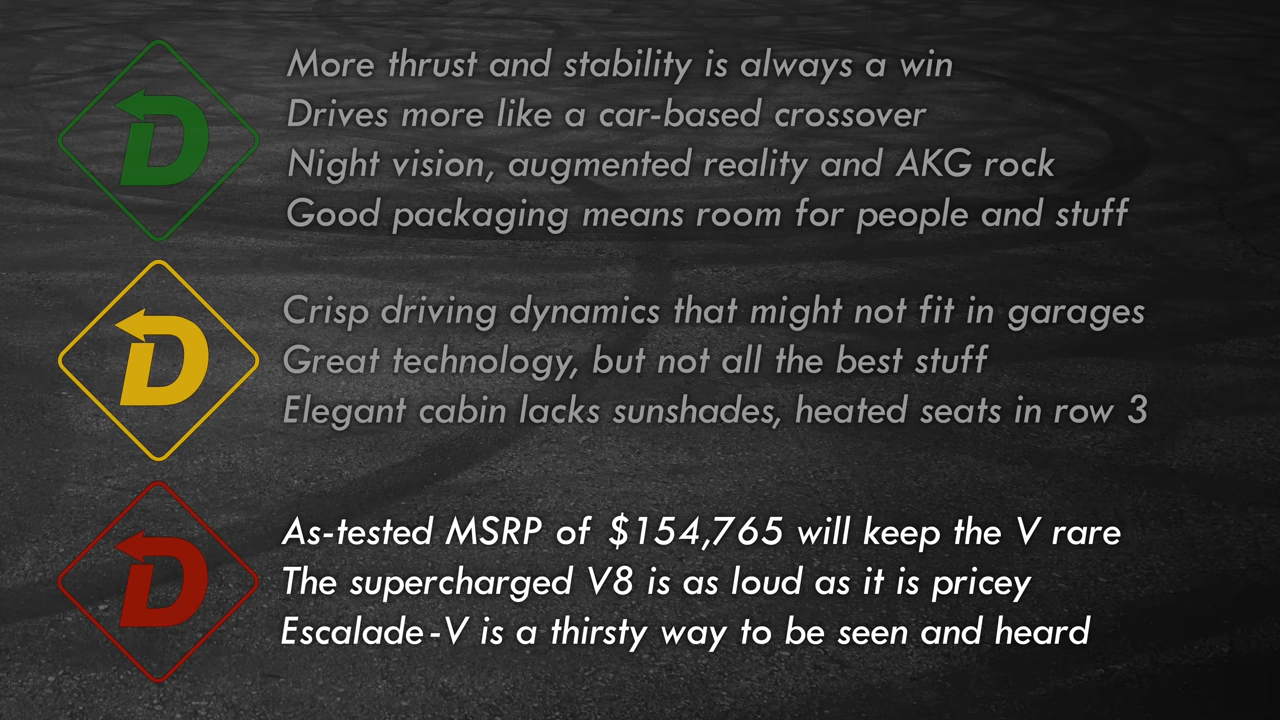 D
More thrust and stability is always a win
Drives more like a car-based crossover
Night vision, augmented reality and AKG rock
Good packaging means room for people and stuff
D
Crisp driving dynamics that might not fit in garages
Great technology, but not all the best stuff
Elegant cabin lacks sunshades, heated seats in row 3
D
As-tested MSRP of $154,765 will keep the V rare
The supercharged V8 is as loud as it is pricey
Escalade-V is a thirsty way to be seen and heard